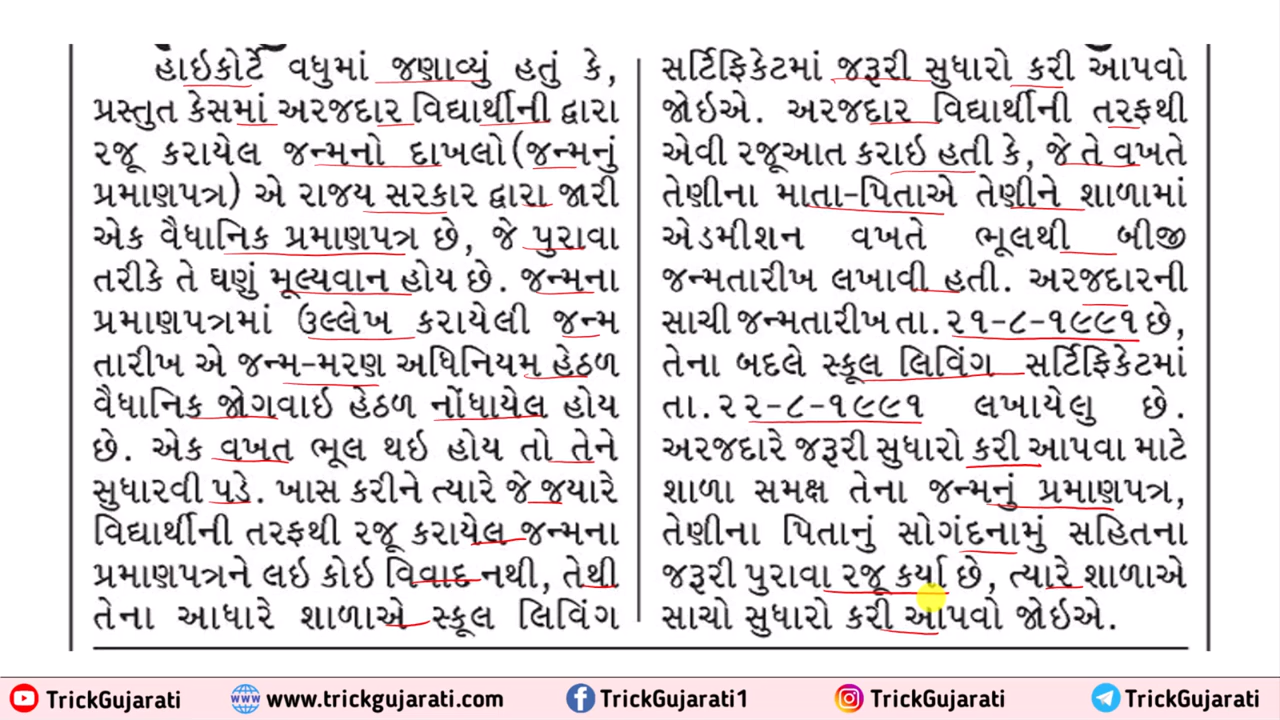 હાઇકોર્ટે વધુમાં જણાવ્યું હતું કે,
પ્રસ્તુત કેસમાં અરજદાર વિદ્યાર્થીની દ્વારા
રજૂ કરાયેલ જન્મનો દાખલો(જન્મનું
પ્રમાણપત્ર) એ રાજય સરકાર દ્વારા જારી
એક વૈધાનિક પ્રમાણપત્ર છે, જે પુરાવા
તરીકે તે ઘણું મૂલ્યવાન હોય છે. જન્મના
પ્રમાણપત્રમાં ઉલ્લેખ કરાયેલી જન્મ
તારીખ એ જન્મ-મરણ અધિનિયમ હેઠળ
વૈધાનિક જોગવાઇ હેઠળ નોંધાયેલ હોય
છે. એક વખત ભૂલ થઇ હોય તો તેને
સુધારવી પડે. ખાસ કરીને ત્યારે જે જયારે
વિદ્યાર્થીની તરફથી રજૂ કરાયેલ જન્મના
પ્રમાણપત્રને લઇ કોઇ વિવાદ નથી, તેથી
તેના આધારે શાળાએ સ્કૂલ લિવિંગ
સર્ટિફિકેટમાં જરૂરી સુધારો કરી આપવો
જોઇએ. અરજદાર વિદ્યાર્થીની તરફથી
એવી રજૂઆત કરાઇ હતી કે, જે તે વખતે
તેણીના માતા-પિતાએ તેણીને શાળામાં
એડમીશન વખતે ભૂલથી બીજી
જન્મતારીખ લખાવી હતી. અરજદારની
સાચી જન્મતારીખ તા.૨૧-૮-૧૯૯૧ છે,
તેના બદલે સ્કૂલ લિવિંગ સર્ટિફિકેટમાં
તા.૨૨-૮-૧૯૯૧ લખાયેલુ છે.
અરજદારે જરૂરી સુધારો કરી આપવા માટે
શાળા સમક્ષ તેના જન્મનું પ્રમાણપત્ર,
તેણીના પિતાનું સોગંદનામું સહિતના
જરૂરી પુરાવા રજૂ કર્યા છે, ત્યારે શાળાએ
સાચો સુધારો કરી આપવો જોઇએ.
TrickGujarati www.trickgujarati.com TrickGujarati1 TrickGujarati TrickGujarati